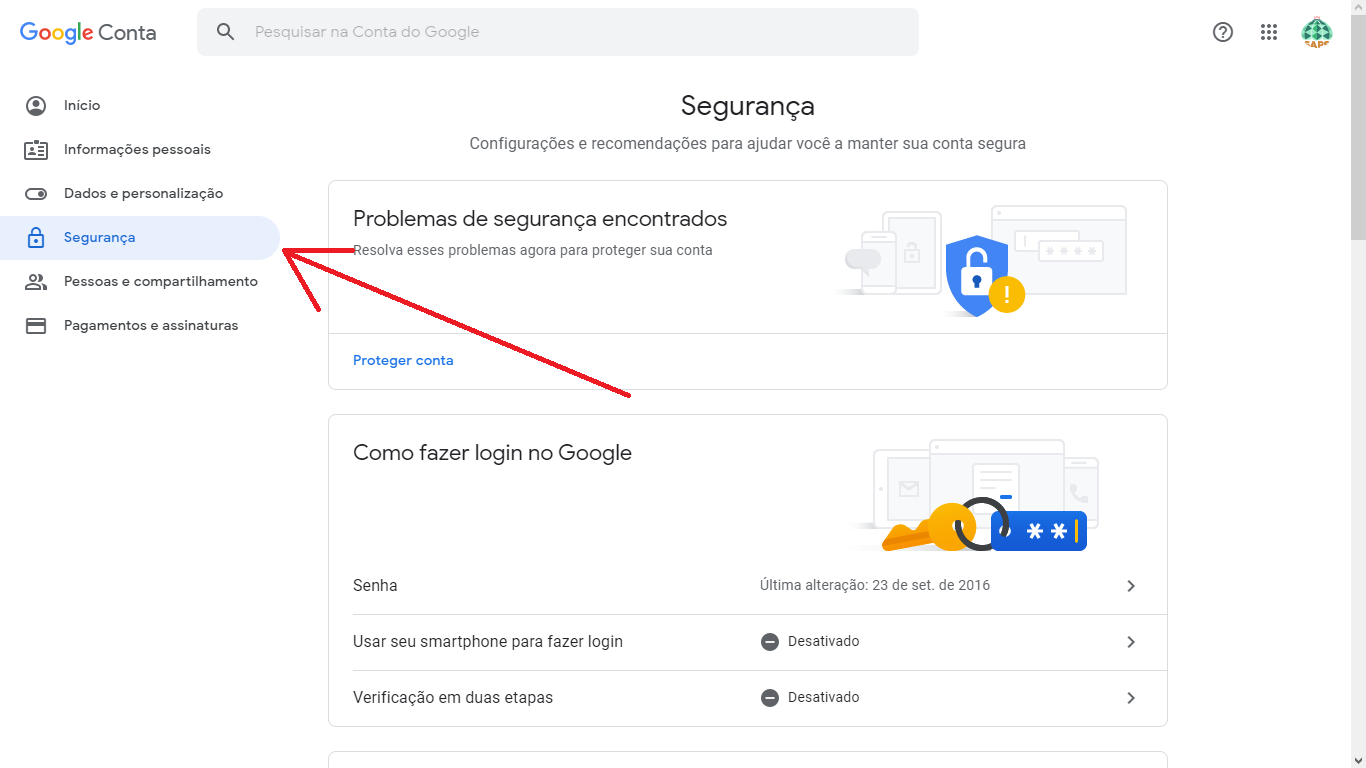 Google Conta
Pesquisar na Conta do Google
SAPS
Início
Informações pessoais
Dados e personalização
Segurança
Pessoas e compartilhamento
Pagamentos e assinaturas
Segurança
Configurações e recomendações para ajudar você a manter sua conta segura
Problemas de segurança encontrados
Resolva esses problemas agora para proteger sua conta
Proteger conta
Como fazer login no Google
Senha
Última alteração: 23 de set. de 2016
Usar seu smartphone para fazer login
Desativado
Verificação em duas etapas
Desativado